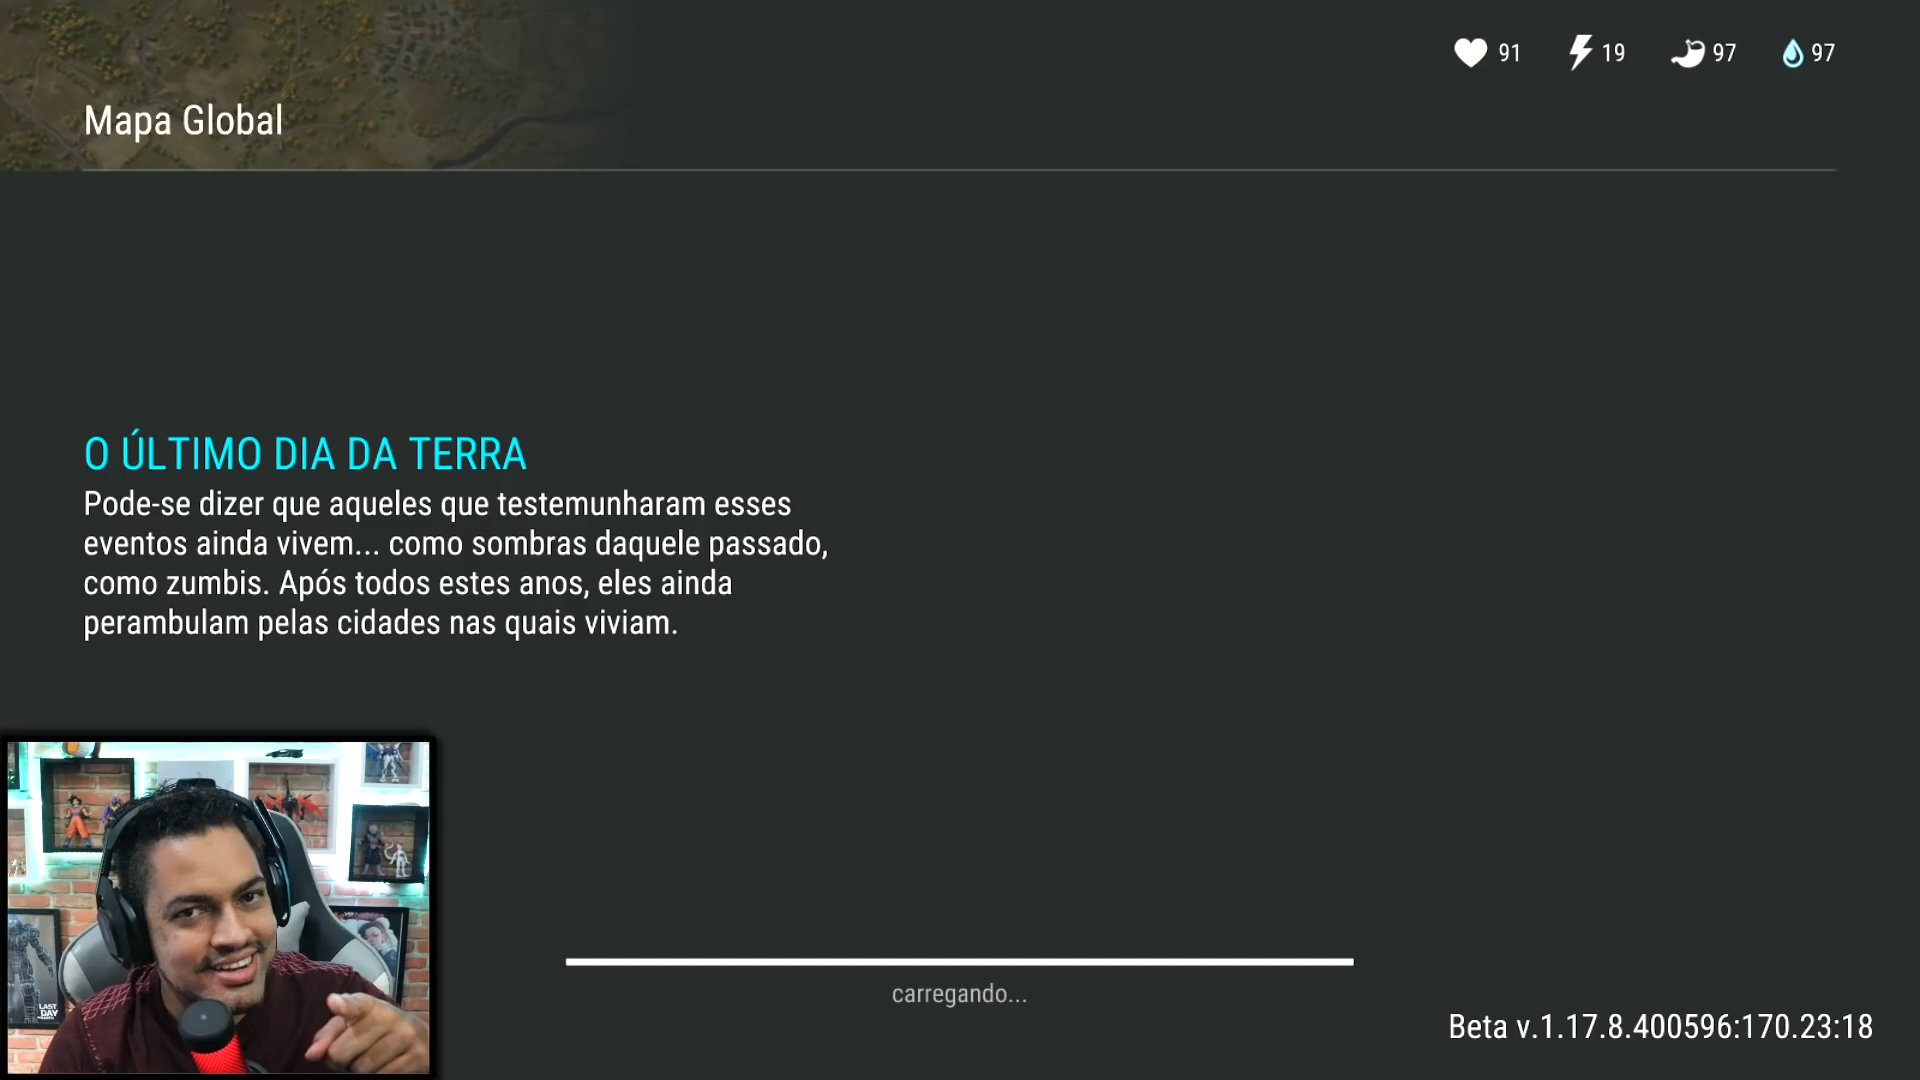 91
19
97
97
Mapa Global
O ÚLTIMO DIA DA TERRA
Pode-se dizer que aqueles que testemunharam esses
eventos ainda vivem... como sombras daquele passado,
como zumbis. Após todos estes anos, eles ainda
perambulam pelas cidades nas quais viviam.
LAST
DAY
carregando...
Beta v.1.17.8.400596:170.23:18